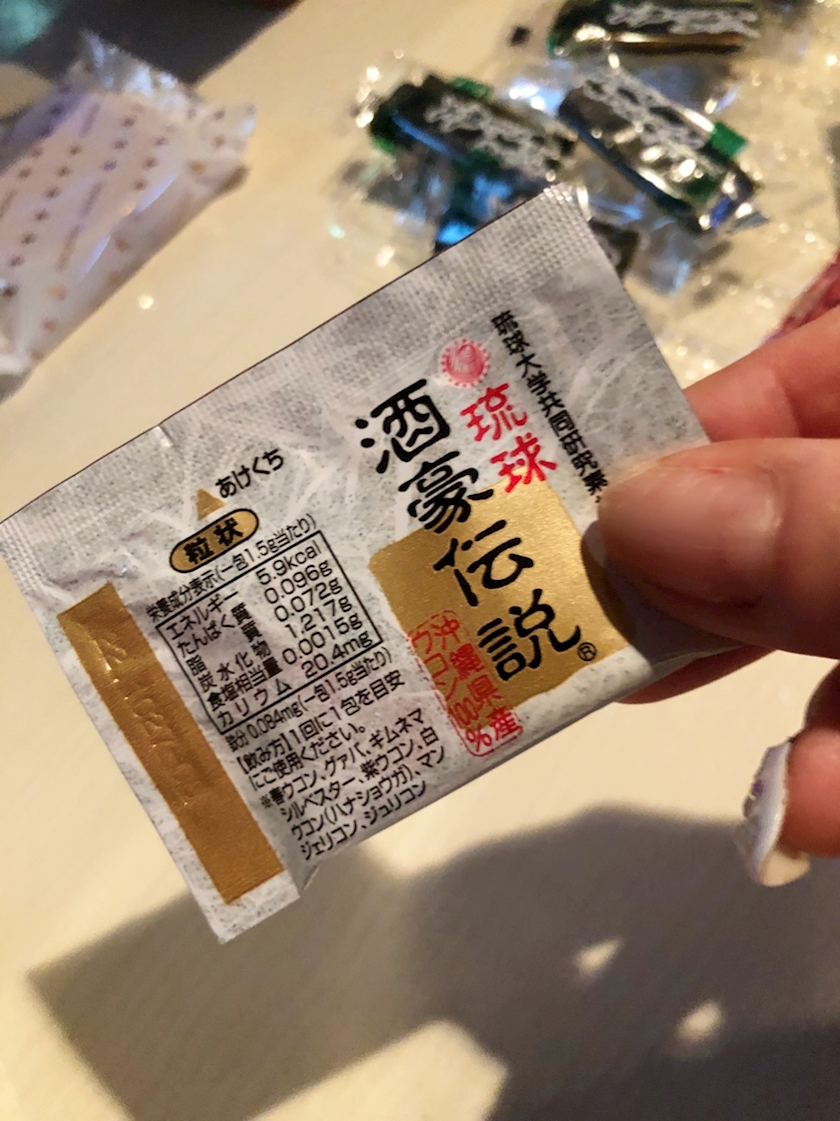 琉球大学共同研究業
琉球
酒豪伝説®
沖縄県産
ウコン100%
あけくち
粒状
栄養成分表示(一包1.5g当たり)
エネルギー 5.9kcal
たんぱく質 0.096g
脂質 0.072g
炭水化物 1.217g
食塩相当量 0.0015g
カリウム 20.4mg
鉄分 0.084mg(一包1.5g当たり)
【飲み方】1回に1包を目安
にご使用ください。
※春ウコン、グァバ、ギムネマ
シルベスター、紫ウコン、白
ウコン(ハナショウガ)、マン
ジェリコン、ジュリコン